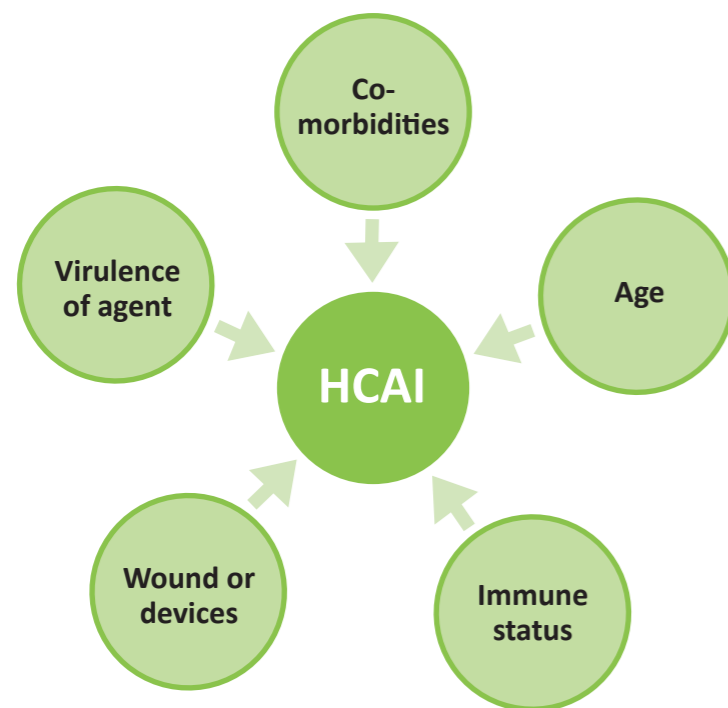 Co-
morbidities
Virulence
of agent
Age
HCAI
Wound or
devices
Immune
status